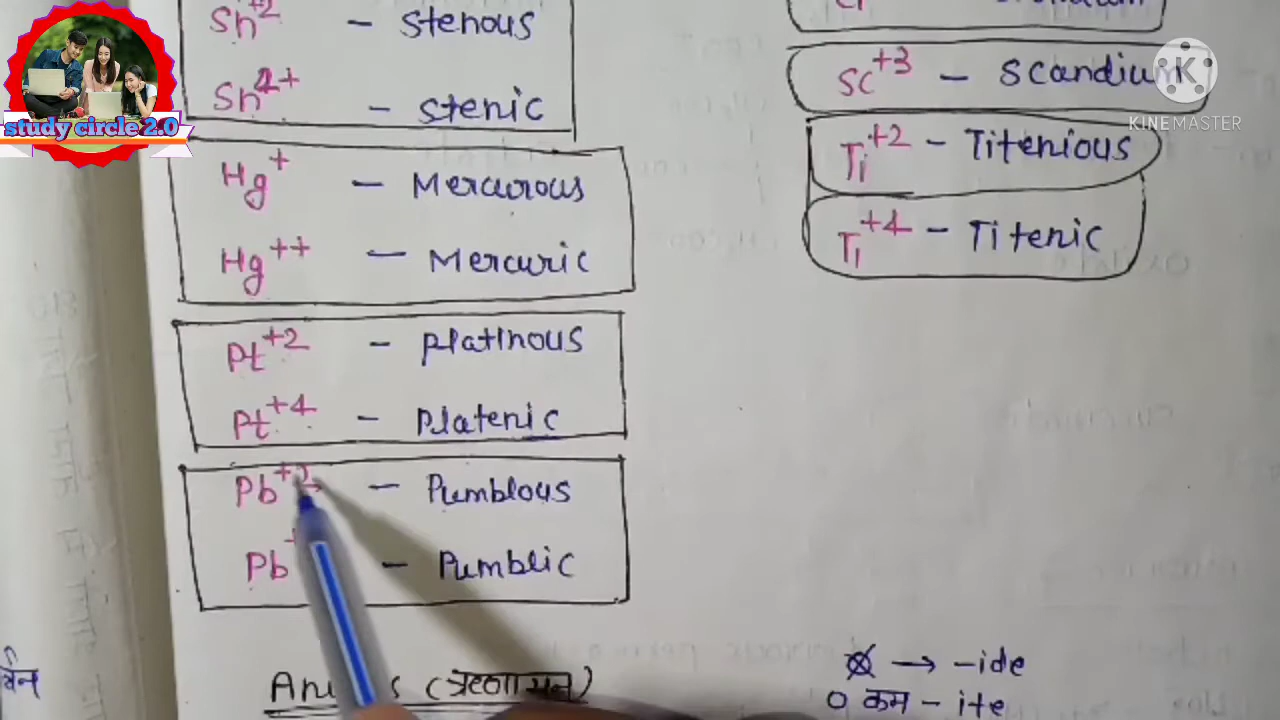 Sn+2 - Stenous
Sn4+ - Stenic
Hg+ - Mercurous
Hg++ - Mercuric
Pt+2 - Platinous
Pt+4 - Platenic
Pb+2 - Pumblous
Pb+ - Pumblic
Sc+3 - Scandium
Ti+2 - Titenious
Ti+4 - Titenic
→ -ide
O कम - ite
study circle 2.0
KINEMASTER